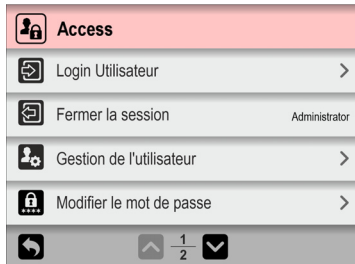 Access
Login Utilisateur
Fermer la session Administrator
Gestion de l'utilisateur
Modifier le mot de passe
****
1
2